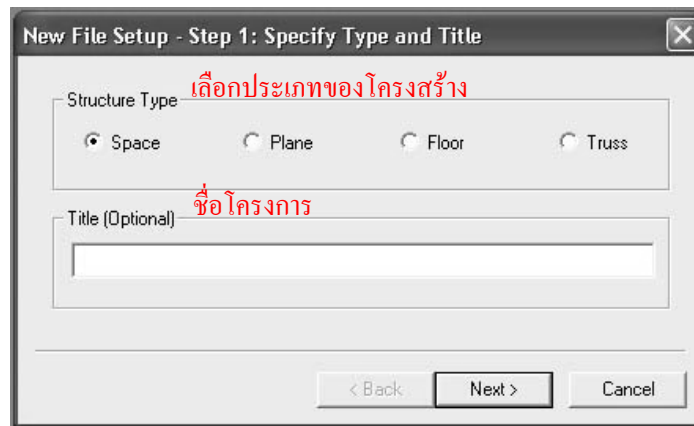 New File Setup - Step 1: Specify Type and Title
เลือกประเภทของโครงสร้าง
Structure Type
Space Plane Floor Truss
ชื่อโครงการ
Title (Optional)
< Back Next > Cancel